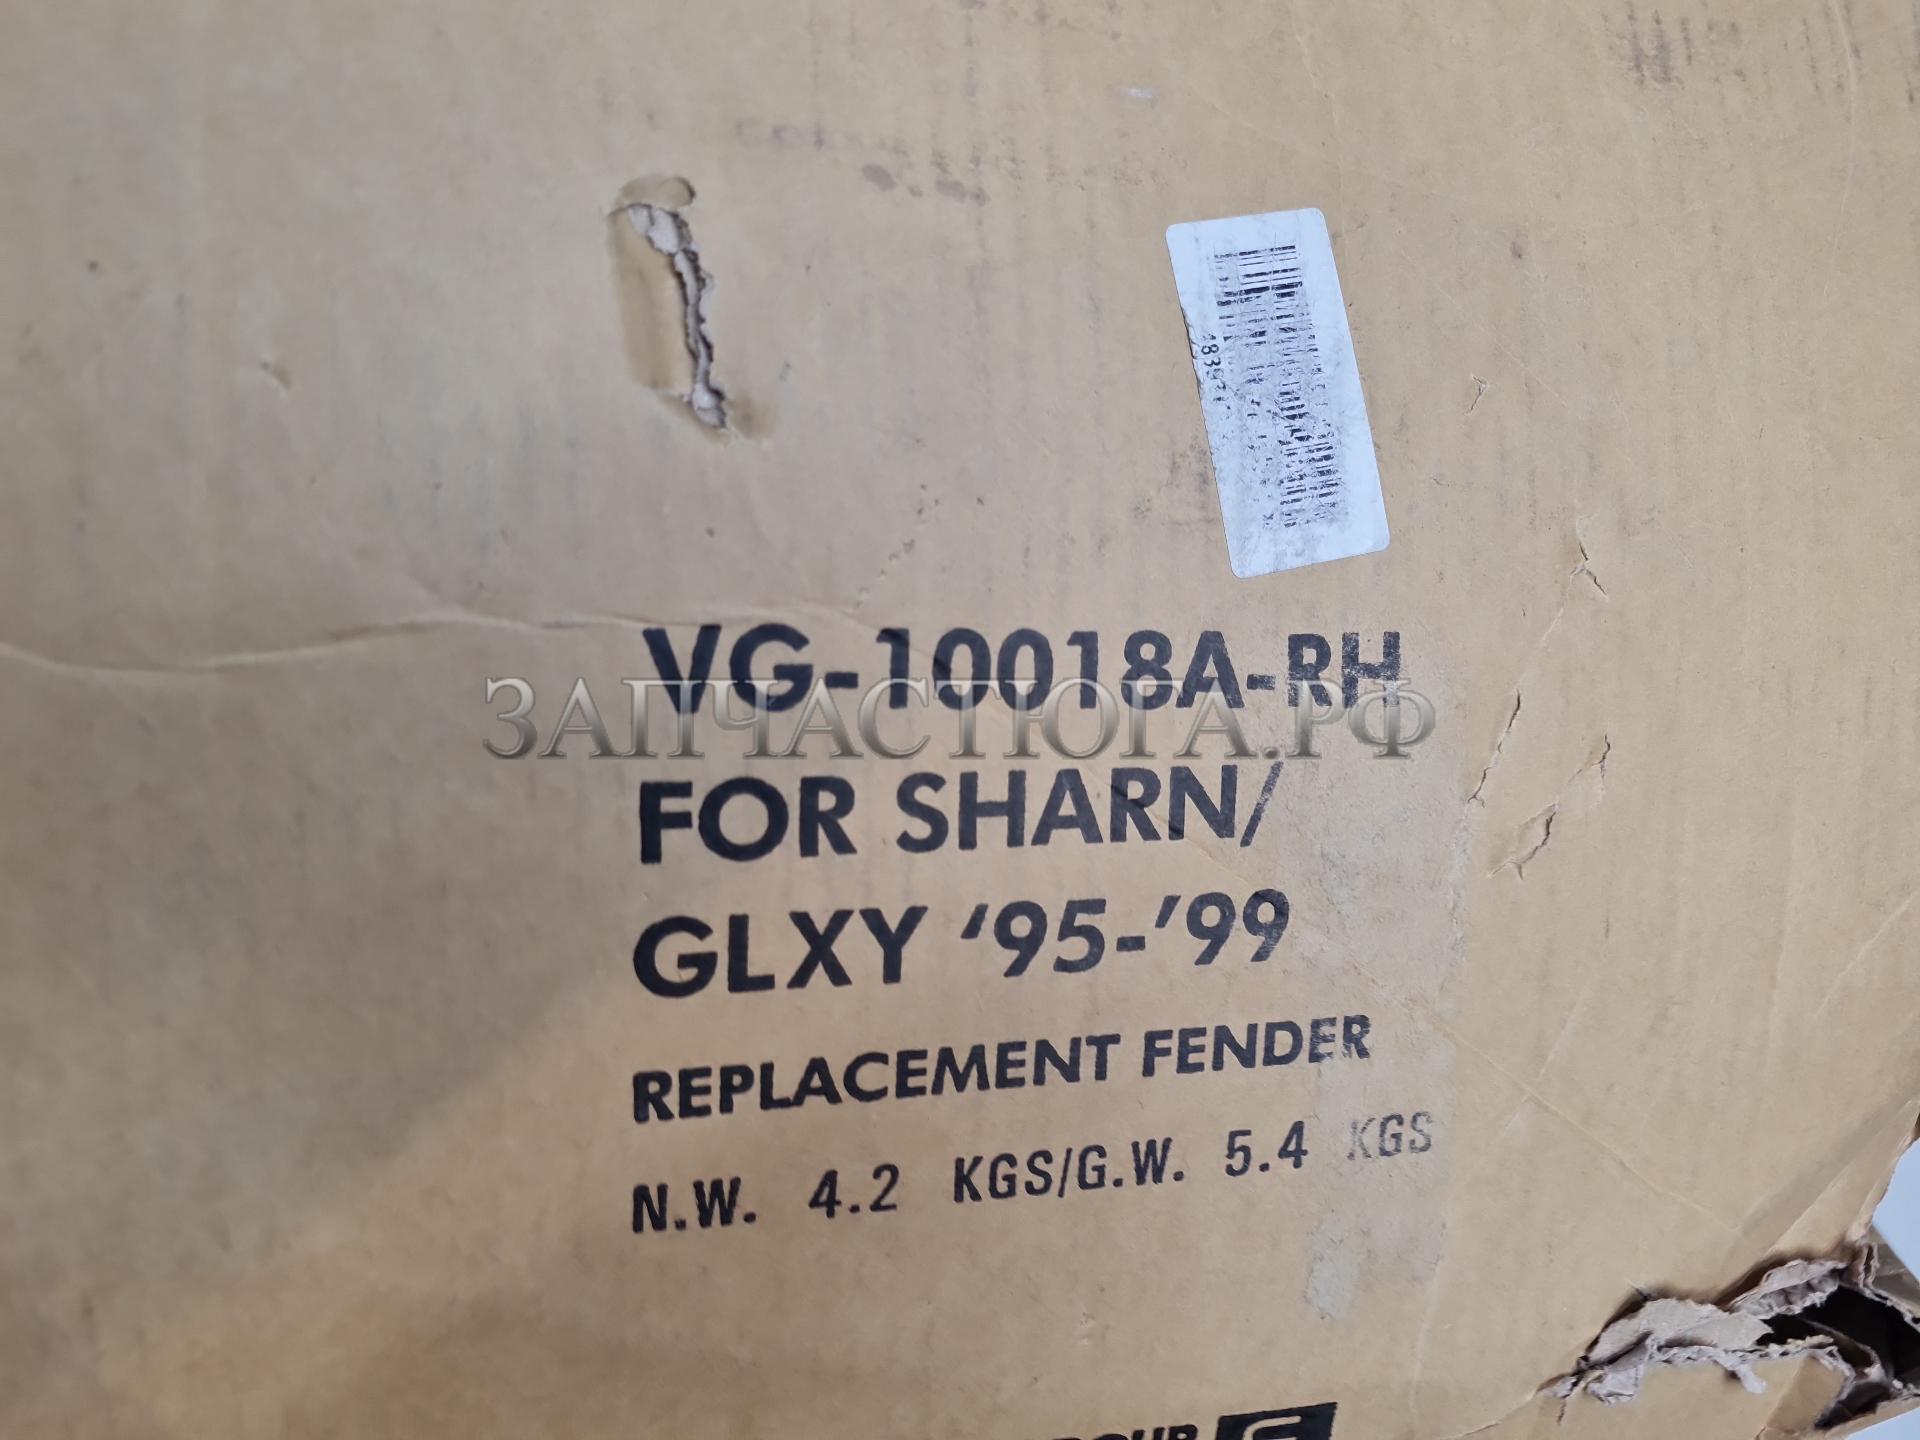 VG-10018A-RH
ЗАПЧАСТЮГА.РФ
FOR SHARN/
GLXY '95-'99
REPLACEMENT FENDER
N.W. 4.2 KGS/G.W. 5.4 KGS